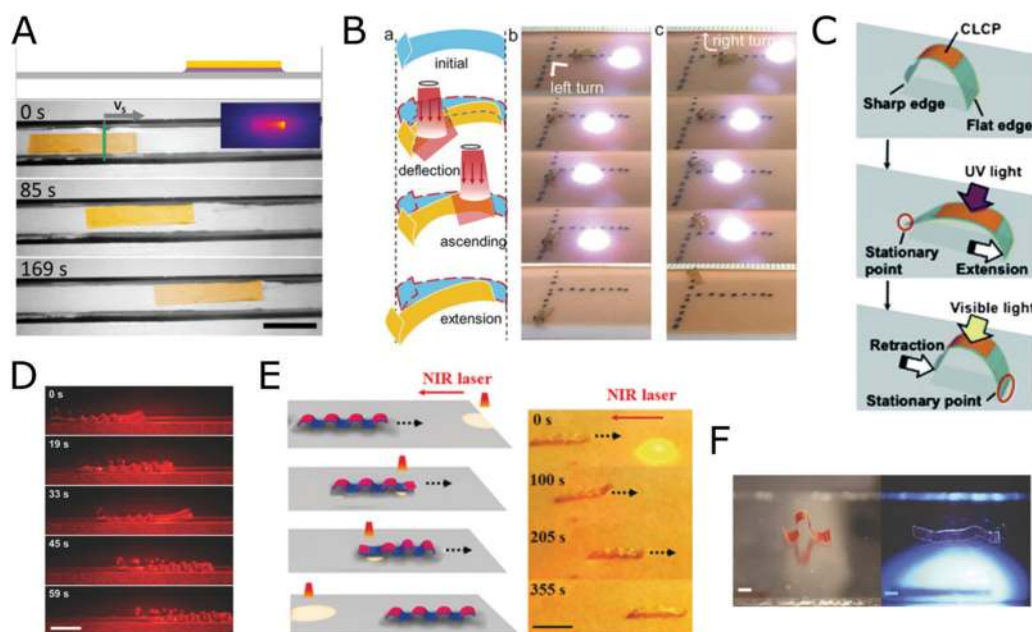 A
0 s
Vs
85 s
169 s
B
a
initial
deflection
ascending
extension
b
left turn
c
right turn
C
CLCP
Sharp edge
Flat edge
UV light
Stationary point
Extension
Visible light
Retraction
Stationary point
D
0 s
19 s
33 s
45 s
59 s
E
NIR laser
NIR laser
0 s
100 s
205 s
355 s
F